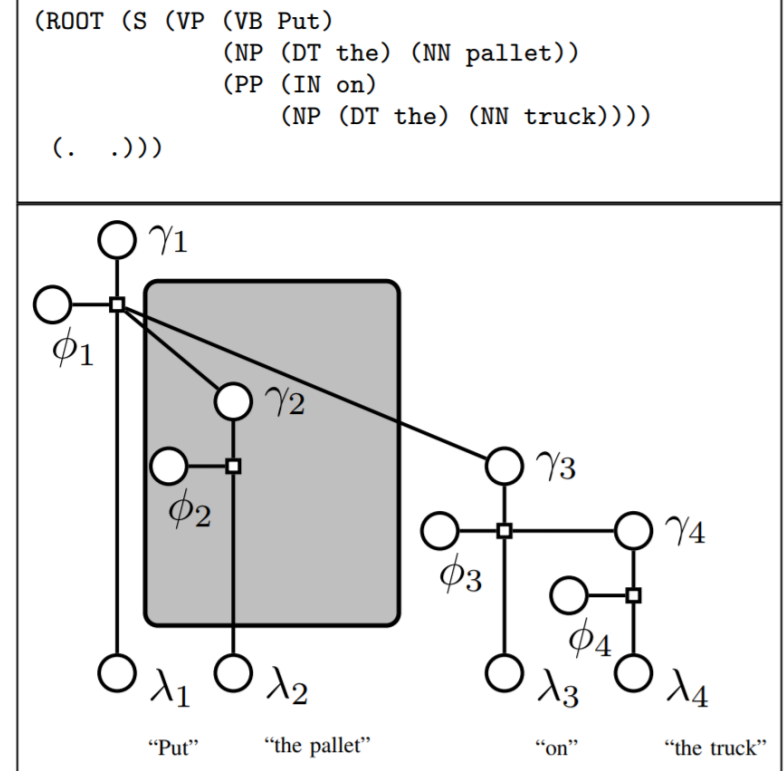 (ROOT (S (VP (VB Put)
(NP (DT the) (NN pallet))
(PP (IN on)
(NP (DT the) (NN truck))))
(. .)))
γ1
ϕ1
γ2
ϕ2
γ3
γ4
ϕ3
ϕ4
λ1 λ2 λ3 λ4
“Put” “the pallet” “on” “the truck”